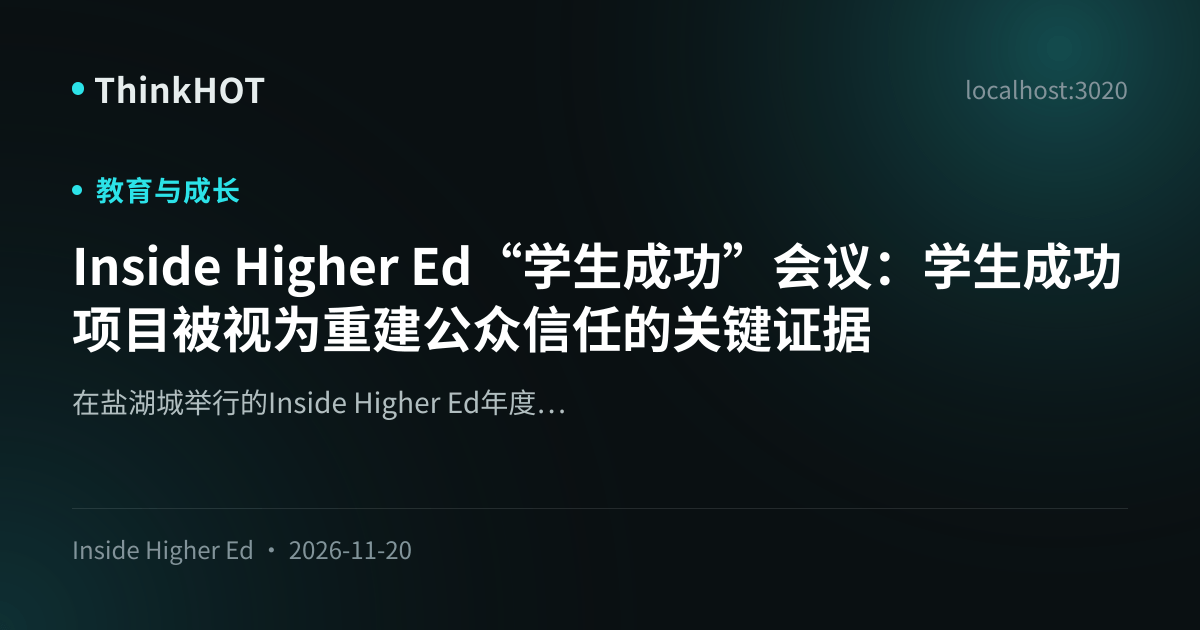 ThinkHOT
localhost:3020
教育与成长
Inside Higher Ed“学生成功”会议：学生成功
项目被视为重建公众信任的关键证据
在盐湖城举行的Inside Higher Ed年度…
Inside Higher Ed · 2026-11-20